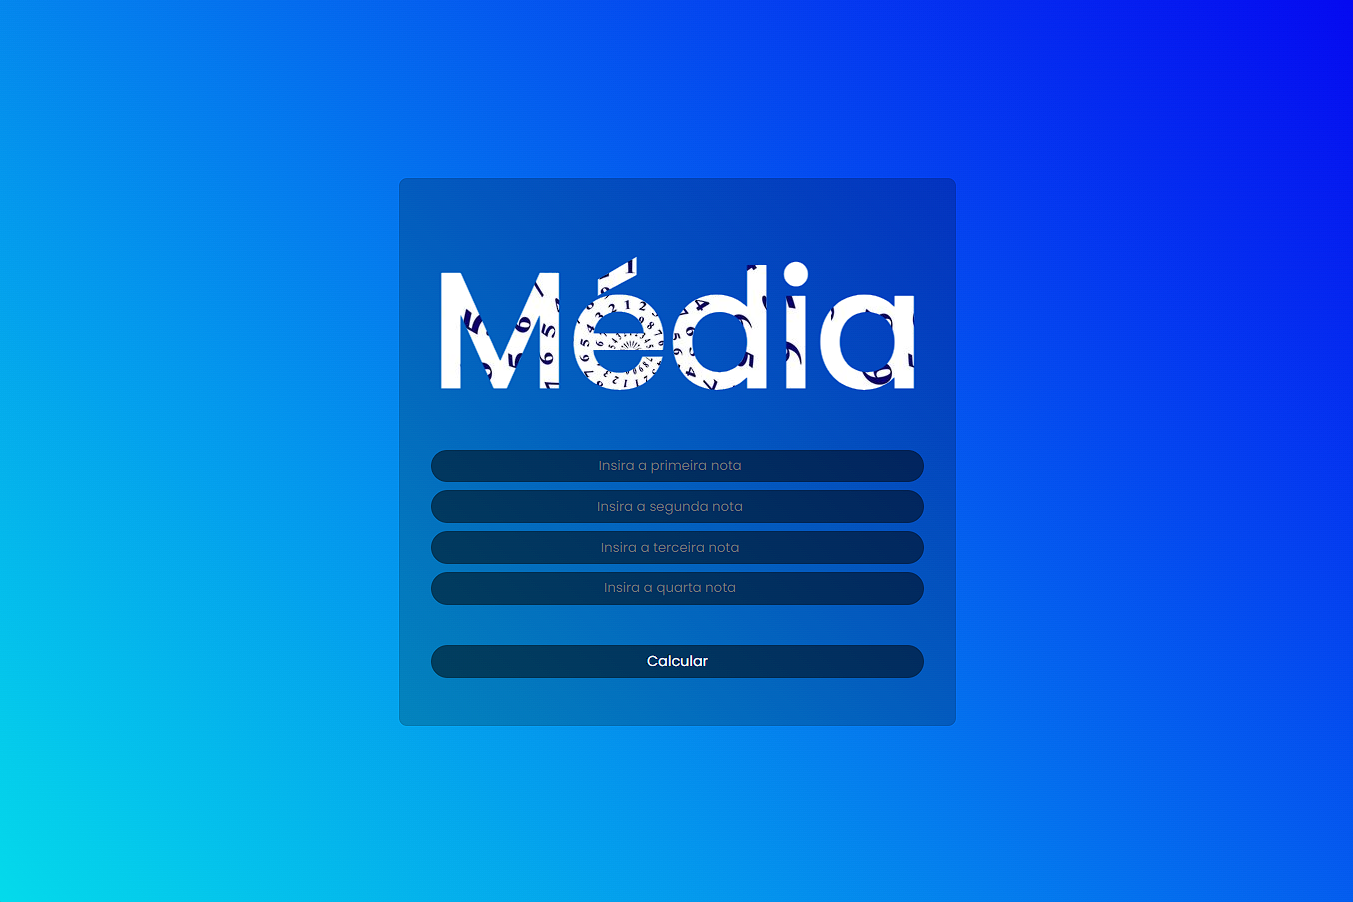 Média
Insira a primeira nota
Insira a segunda nota
Insira a terceira nota
Insira a quarta nota
Calcular